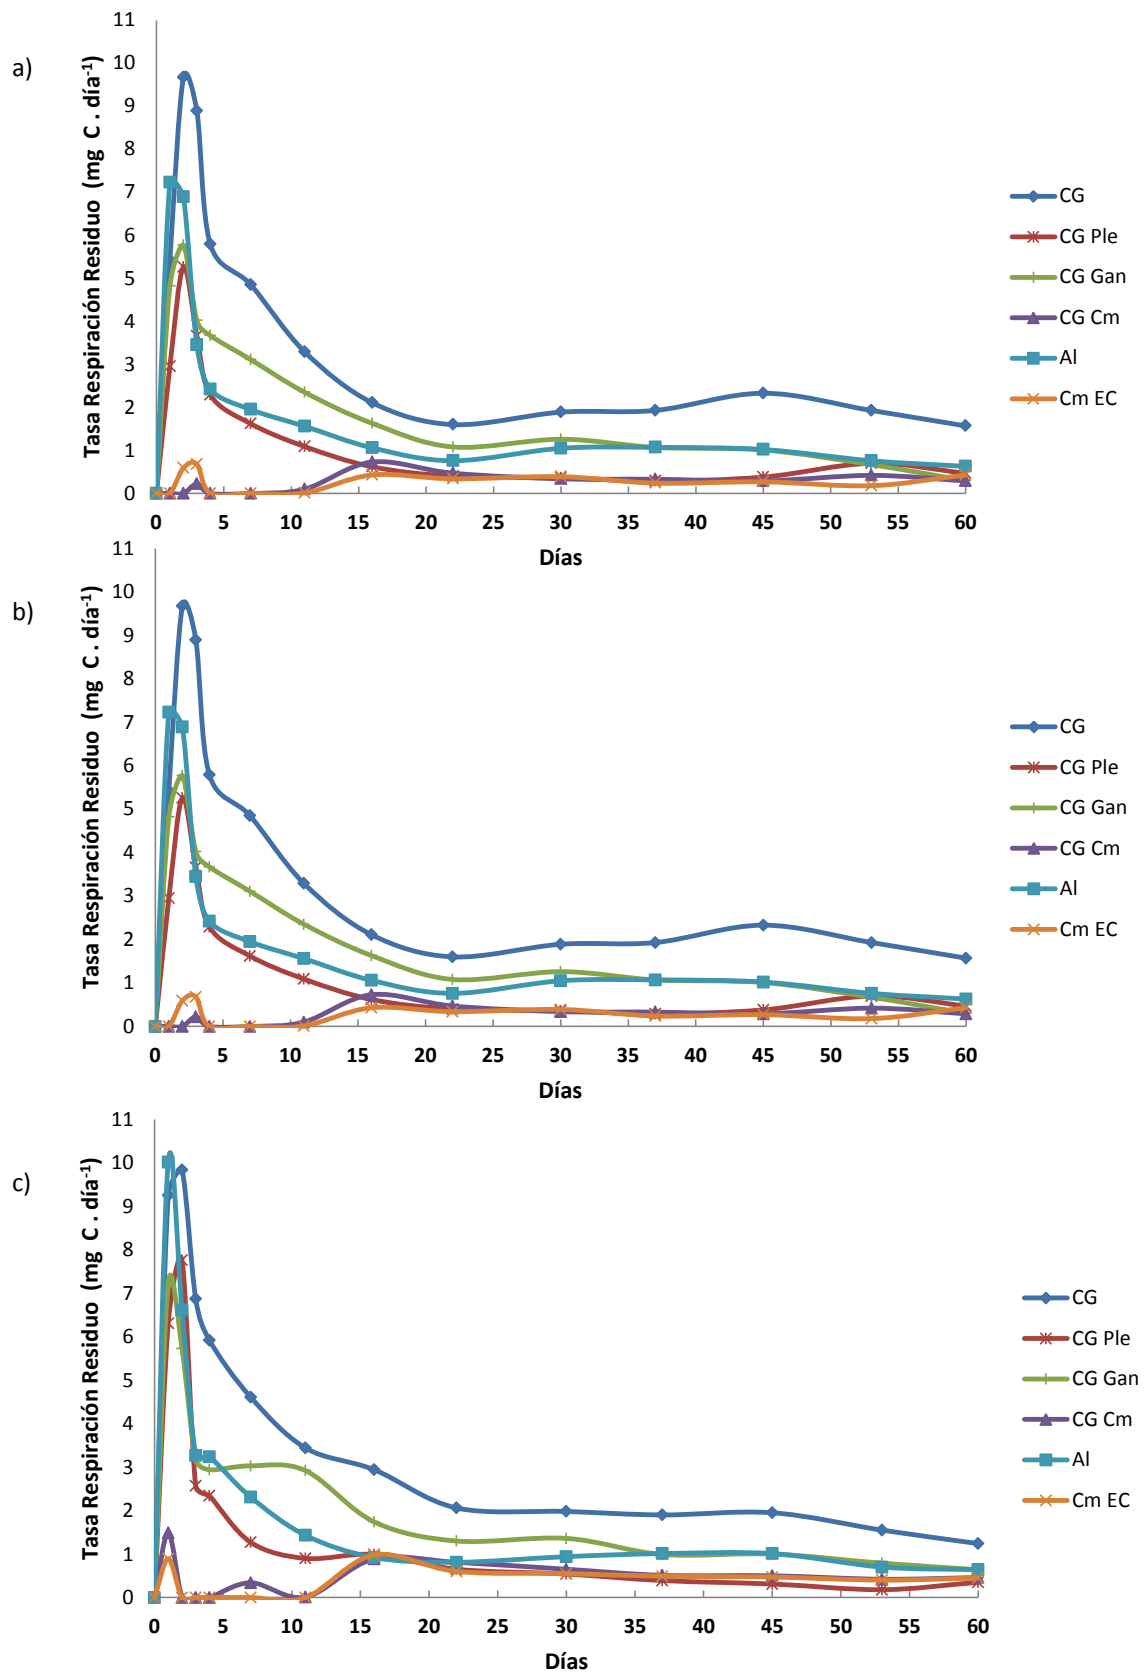 a)
Tasa Respiración Residuo (mg C . día-1)
11
10
9
8
7
6
5
4
3
2
1
0
0 5 10 15 20 25 30 35 40 45 50 55 60
Días
CG
CG Ple
CG Gan
CG Cm
Al
Cm EC
b)
Tasa Respiración Residuo (mg C . día-1)
11
10
9
8
7
6
5
4
3
2
1
0
0 5 10 15 20 25 30 35 40 45 50 55 60
Días
CG
CG Ple
CG Gan
CG Cm
Al
Cm EC
c)
Tasa Respiración Residuo (mg C . día-1)
11
10
9
8
7
6
5
4
3
2
1
0
0 5 10 15 20 25 30 35 40 45 50 55 60
Días
CG
CG Ple
CG Gan
CG Cm
Al
Cm EC